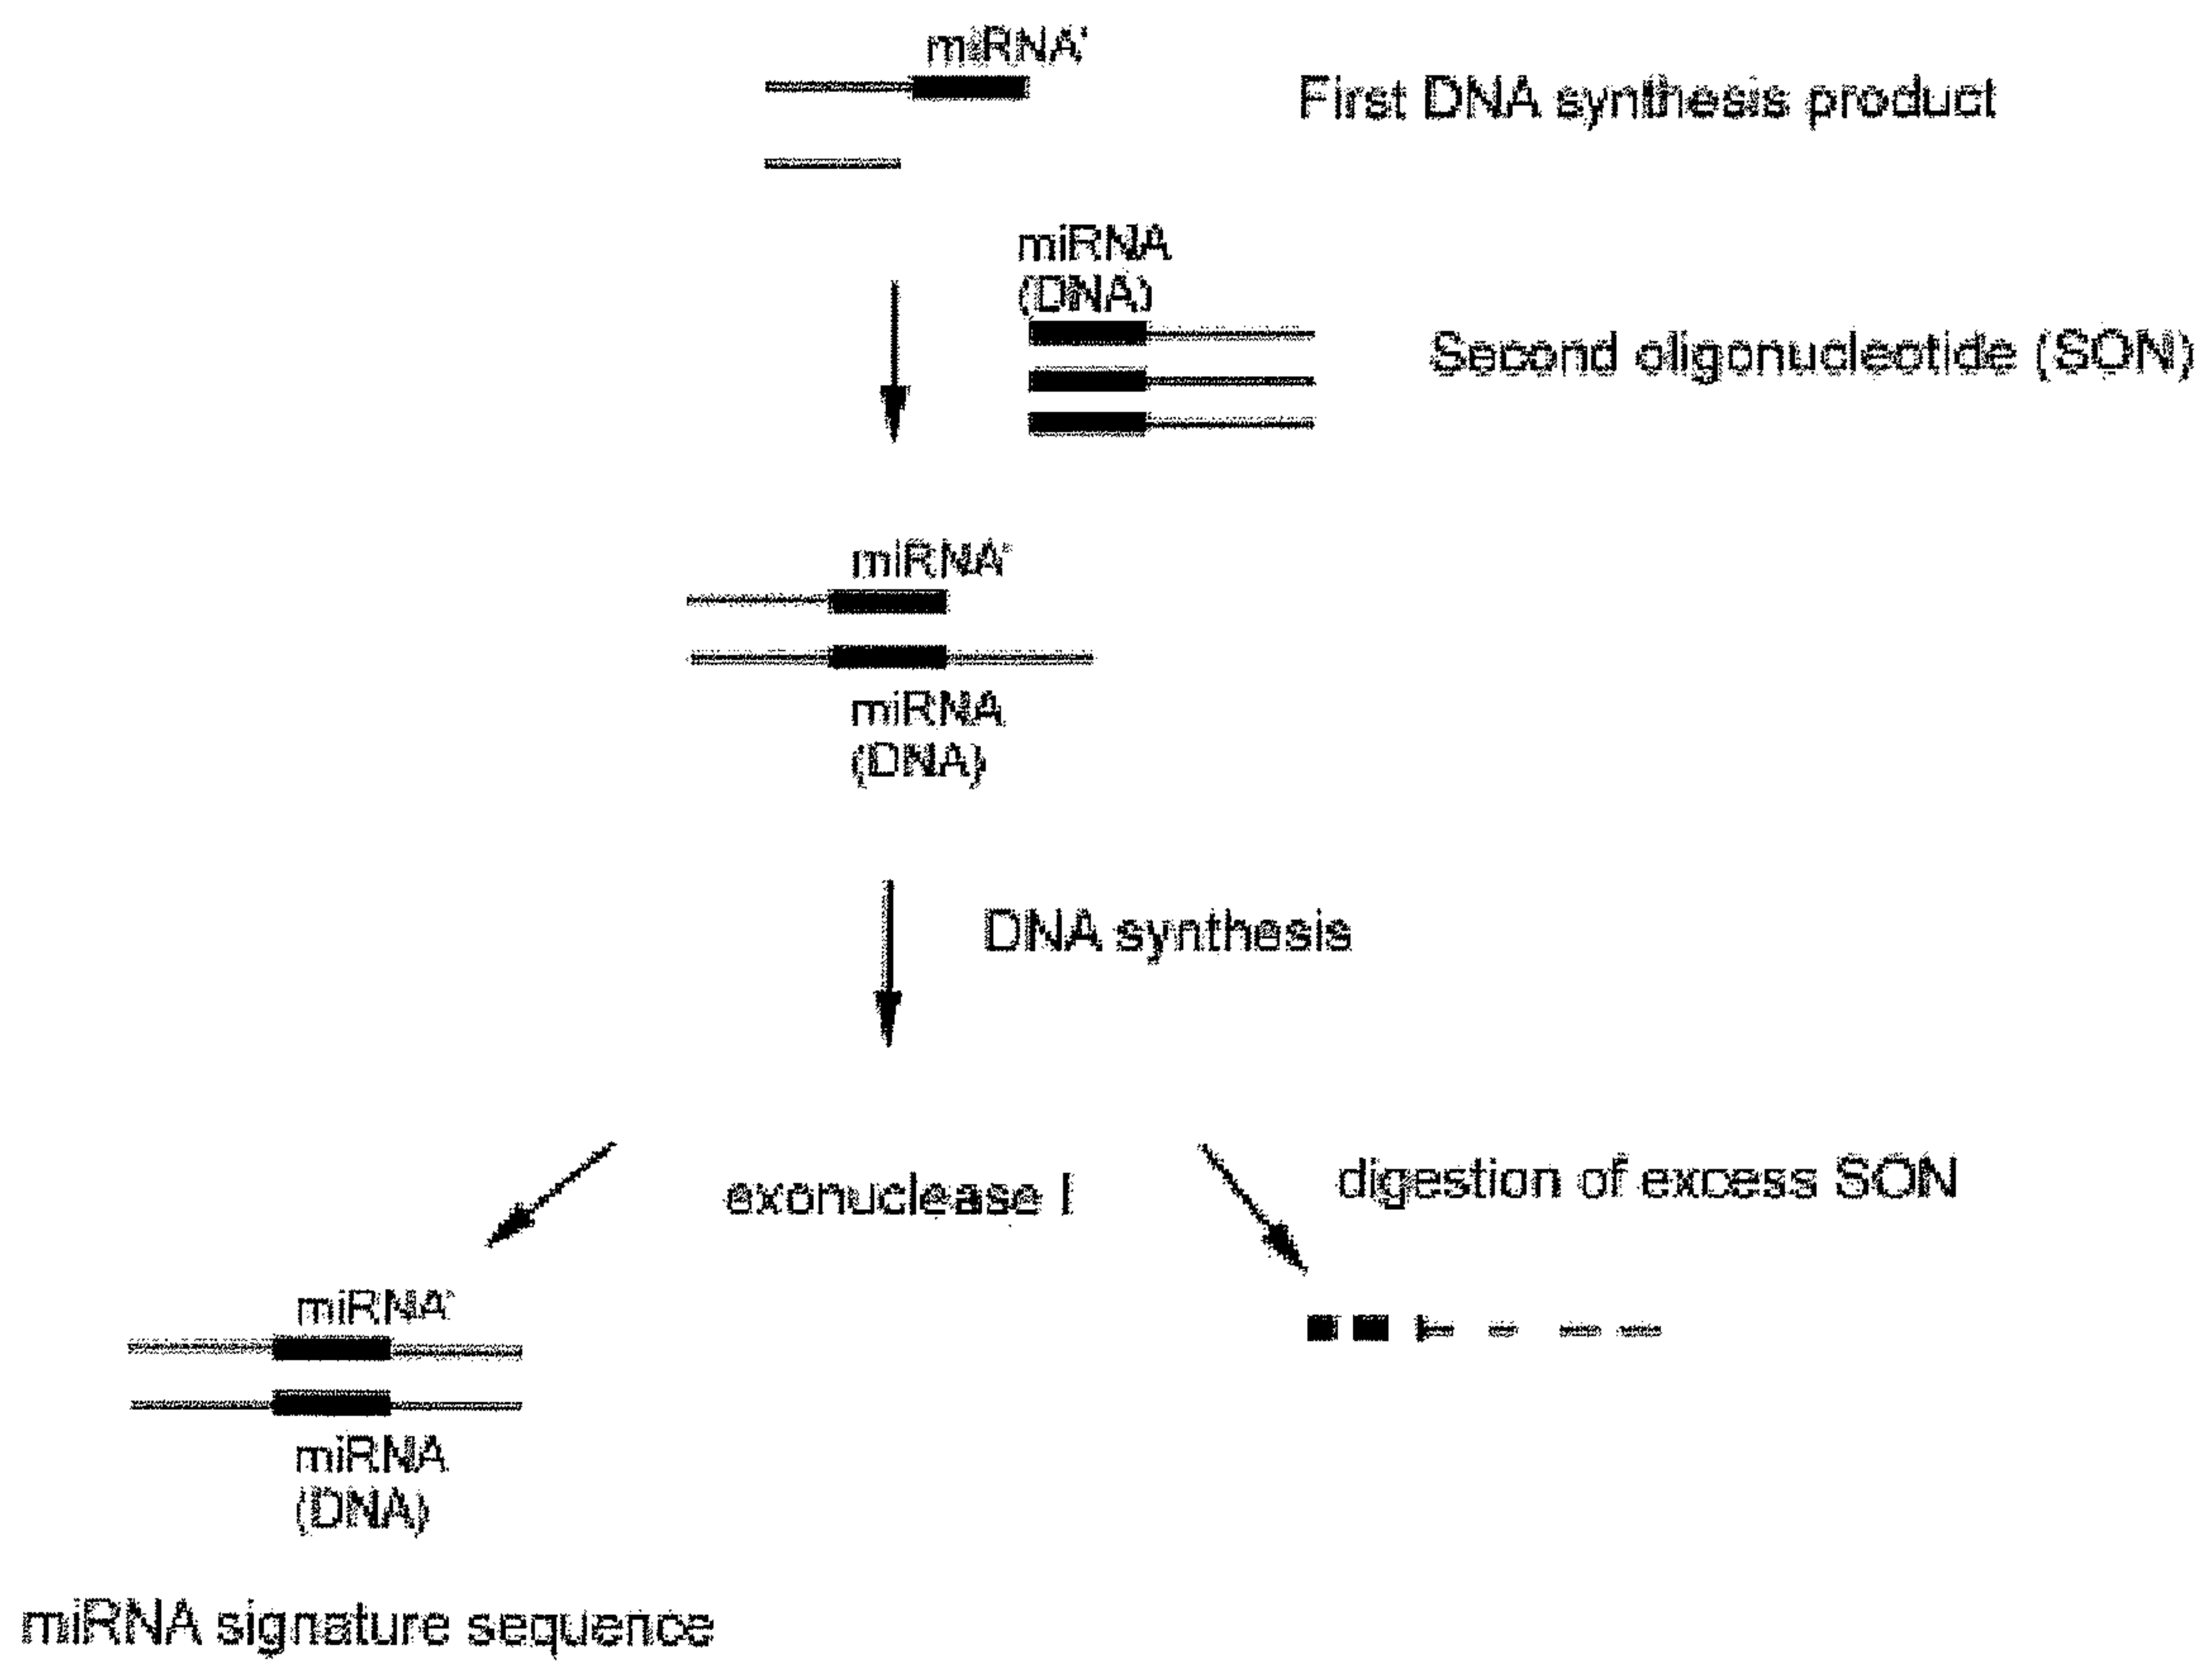 miRNA'
First DNA synthesis product
miRNA
(DNA)
Second oligonucleotide (SON)
miRNA'
miRNA
(DNA)
DNA synthesis
exonuclease I
digestion of excess SON
miRNA'
miRNA
(DNA)
miRNA signature sequence